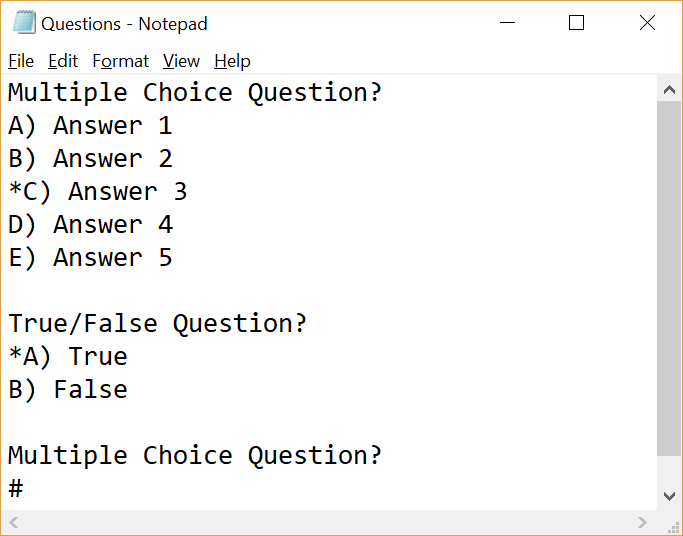 Questions - Notepad
File Edit Format View Help
Multiple Choice Question?
A) Answer 1
B) Answer 2
*C) Answer 3
D) Answer 4
E) Answer 5

True/False Question?
*A) True
B) False

Multiple Choice Question?
#